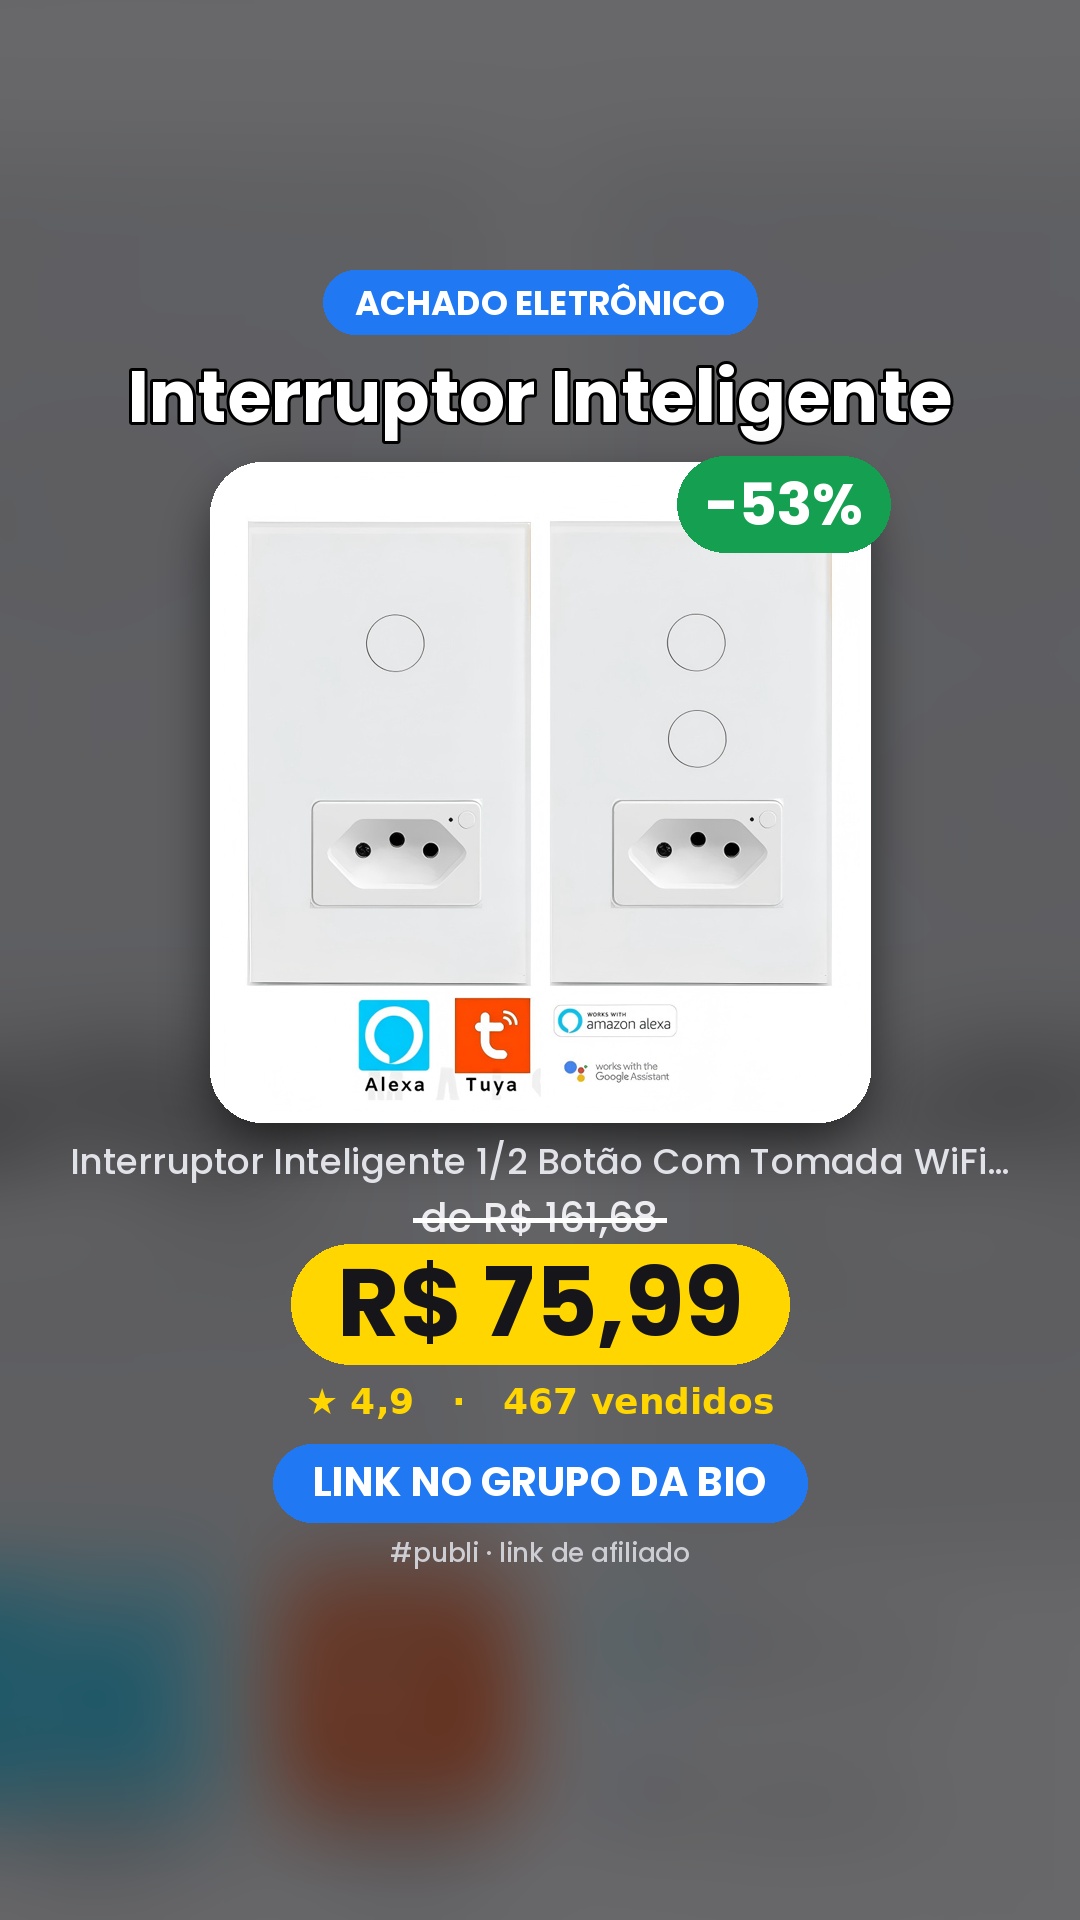 ACHADO ELETRÔNICO
Interruptor Inteligente
-53%
WORKS WITH
amazon alexa
works with the
Google Assistant
Alexa
Tuya
Interruptor Inteligente 1/2 Botão Com Tomada WiFi...
de R$ 161,68
R$ 75,99
★ 4,9 · 467 vendidos
LINK NO GRUPO DA BIO
#publi · link de afiliado